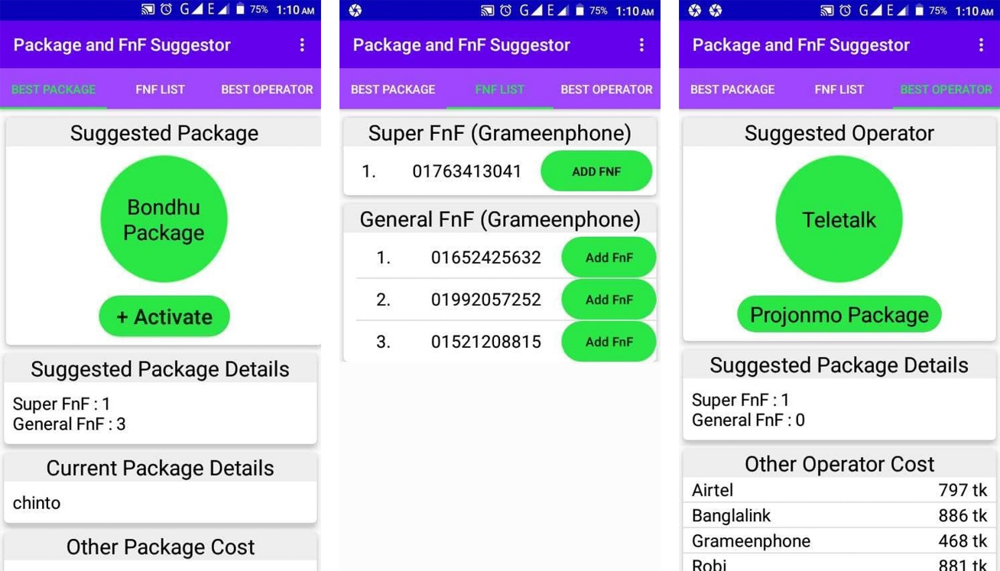 75% 1:10 AM
Package and FnF Suggestor
BEST PACKAGE FNF LIST BEST OPERATOR
Suggested Package
Bondhu
Package
+ Activate
Suggested Package Details
Super FnF : 1
General FnF : 3
Current Package Details
chinto
Other Package Cost
G E 75% 1:10 AM
Package and FnF Suggestor
BEST PACKAGE FNF LIST BEST OPERATOR
Super FnF (Grameenphone)
1. 01763413041 ADD FNF
General FnF (Grameenphone)
1. 01652425632 Add FnF
2. 01992057252 Add FnF
3. 01521208815 Add FnF
G E 75% 1:10 AM
Package and FnF Suggestor
BEST PACKAGE FNF LIST BEST OPERATOR
Suggested Operator
Teletalk
Projonmo Package
Suggested Package Details
Super FnF : 1
General FnF : 0
Other Operator Cost
Airtel 797 tk
Banglalink 886 tk
Grameenphone 468 tk
Robi 881 tk